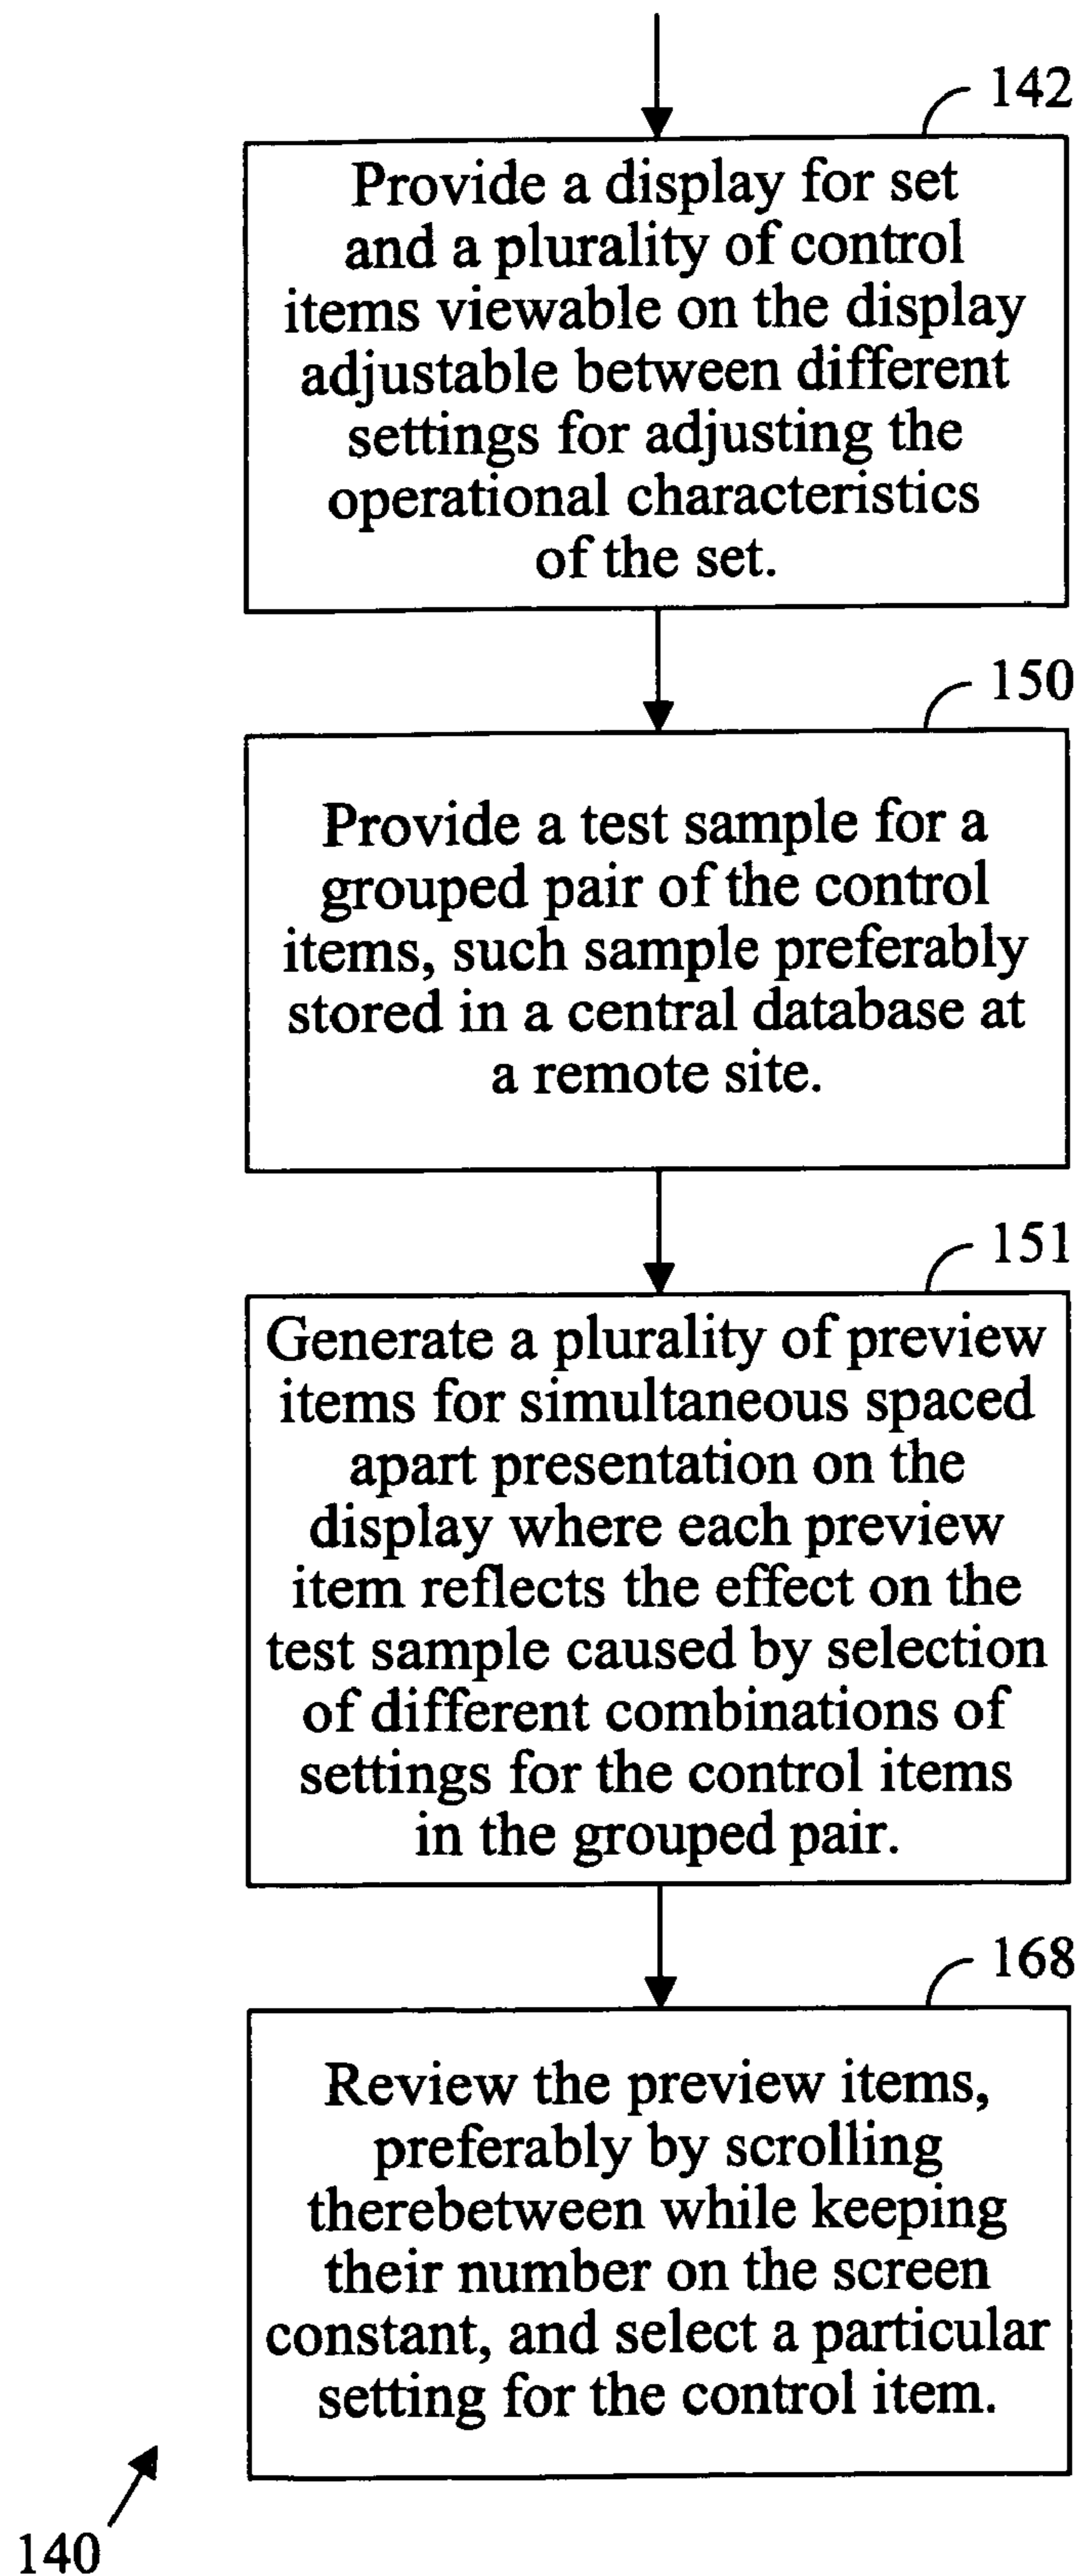 142
Provide a display for set
and a plurality of control
items viewable on the display
adjustable between different
settings for adjusting the
operational characteristics
of the set.
150
Provide a test sample for a
grouped pair of the control
items, such sample preferably
stored in a central database at
a remote site.
151
Generate a plurality of preview
items for simultaneous spaced
apart presentation on the
display where each preview
item reflects the effect on the
test sample caused by selection
of different combinations of
settings for the control items
in the grouped pair.
168
Review the preview items,
preferably by scrolling
therebetween while keeping
their number on the screen
constant, and select a particular
setting for the control item.
140